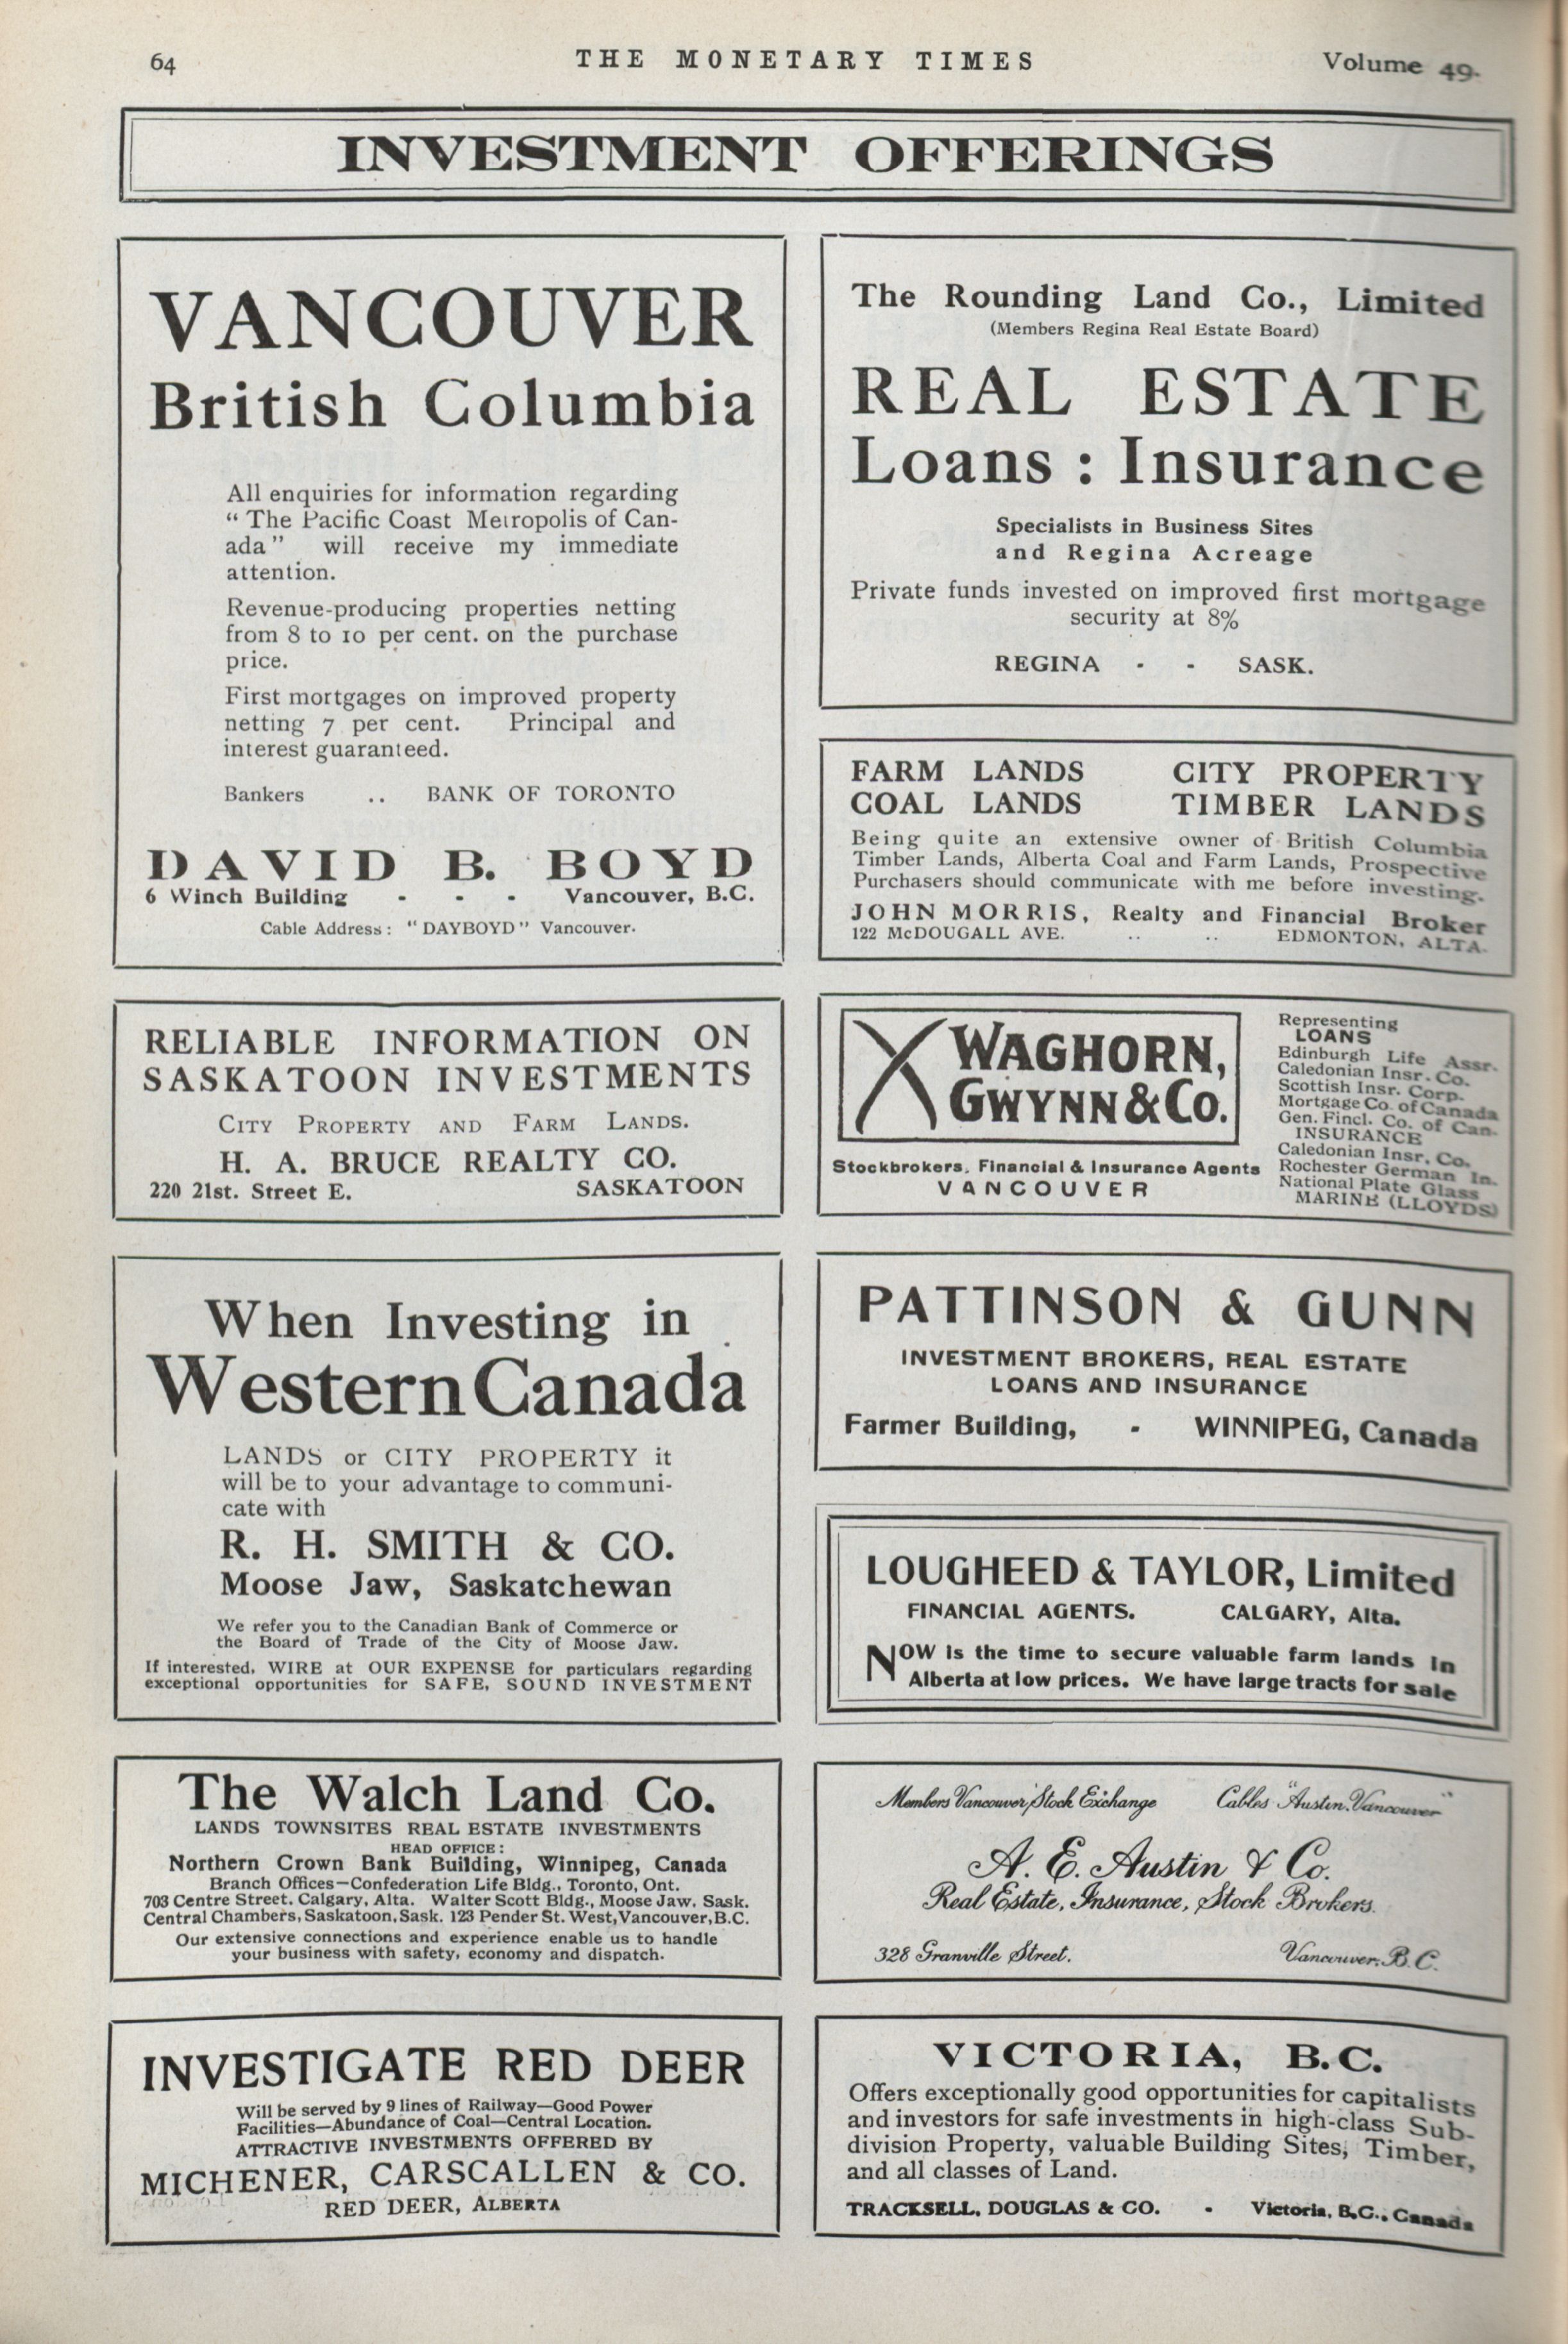 64
THE MONETARY TIMES
Volume 49.
INVESTMENT OFFERINGS
VANCOUVER
British Columbia
All enquiries for information regarding
“ The Pacific Coast Metropolis of Can-
ada ” will receive my immediate
attention.
Revenue-producing properties netting
from 8 to 10 per cent. on the purchase
price.
First mortgages on improved property
netting 7 per cent. Principal and
interest guaranteed.
Bankers .. BANK OF TORONTO
DAVID B. BOYD
6 Winch Building - - - Vancouver, B.C.
Cable Address: “ DAYBOYD ” Vancouver.
RELIABLE INFORMATION ON
SASKATOON INVESTMENTS
CITY PROPERTY AND FARM LANDS.
H. A. BRUCE REALTY CO.
220 21st. Street E. SASKATOON
When Investing in
Western Canada
LANDS or CITY PROPERTY it
will be to your advantage to communi-
cate with
R. H. SMITH & CO.
Moose Jaw, Saskatchewan
We refer you to the Canadian Bank of Commerce or
the Board of Trade of the City of Moose Jaw.
If interested, WIRE at OUR EXPENSE for particulars regarding
exceptional opportunities for SAFE, SOUND INVESTMENT
The Walch Land Co.
LANDS TOWNSITES REAL ESTATE INVESTMENTS
HEAD OFFICE:
Northern Crown Bank Building, Winnipeg, Canada
Branch Offices—Confederation Life Bldg., Toronto, Ont.
703 Centre Street, Calgary, Alta. Walter Scott Bldg., Moose Jaw, Sask.
Central Chambers, Saskatoon, Sask. 123 Pender St. West, Vancouver, B.C.
Our extensive connections and experience enable us to handle
your business with safety, economy and dispatch.
INVESTIGATE RED DEER
Will be served by 9 lines of Railway—Good Power
Facilities—Abundance of Coal—Central Location.
ATTRACTIVE INVESTMENTS OFFERED BY
MICHENER, CARSCALLEN & CO.
RED DEER, ALBERTA
The Rounding Land Co., Limited
(Members Regina Real Estate Board)
REAL ESTATE
Loans : Insurance
Specialists in Business Sites
and Regina Acreage
Private funds invested on improved first mortgage
security at 8%
REGINA - - SASK.
FARM LANDS CITY PROPERTY
COAL LANDS TIMBER LANDS
Being quite an extensive owner of British Columbia
Timber Lands, Alberta Coal and Farm Lands, Prospective
Purchasers should communicate with me before investing.
JOHN MORRIS, Realty and Financial Broker
122 McDOUGALL AVE. .. .. EDMONTON, ALTA.
WAGHORN,
GWYNN & CO.
Stockbrokers, Financial & Insurance Agents
VANCOUVER
Representing
LOANS
Edinburgh Life Assr.
Caledonian Insr. Co.
Scottish Insr. Corp.
Mortgage Co. of Canada
Gen. Fincl. Co. of Can.
INSURANCE
Caledonian Insr. Co.
Rochester German In.
National Plate Glass
MARINE (LLOYDS)
PATTINSON & GUNN
INVESTMENT BROKERS, REAL ESTATE
LOANS AND INSURANCE
Farmer Building, - WINNIPEG, Canada
LOUGHEED & TAYLOR, Limited
FINANCIAL AGENTS. CALGARY, Alta.
NOW is the time to secure valuable farm lands in
Alberta at low prices. We have large tracts for sale
Members Vancouver Stock Exchange Cables "Austin, Vancouver"
A. E. Austin & Co.
Real Estate, Insurance, Stock Brokers.
328 Granville Street. Vancouver, B.C.
VICTORIA, B.C.
Offers exceptionally good opportunities for capitalists
and investors for safe investments in high-class Sub-
division Property, valuable Building Sites, Timber,
and all classes of Land.
TRACKSELL, DOUGLAS & CO. - Victoria, B.C., Canada